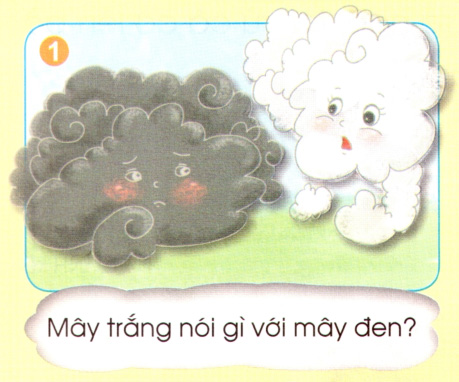 1
Mây trắng nói gì với mây đen?